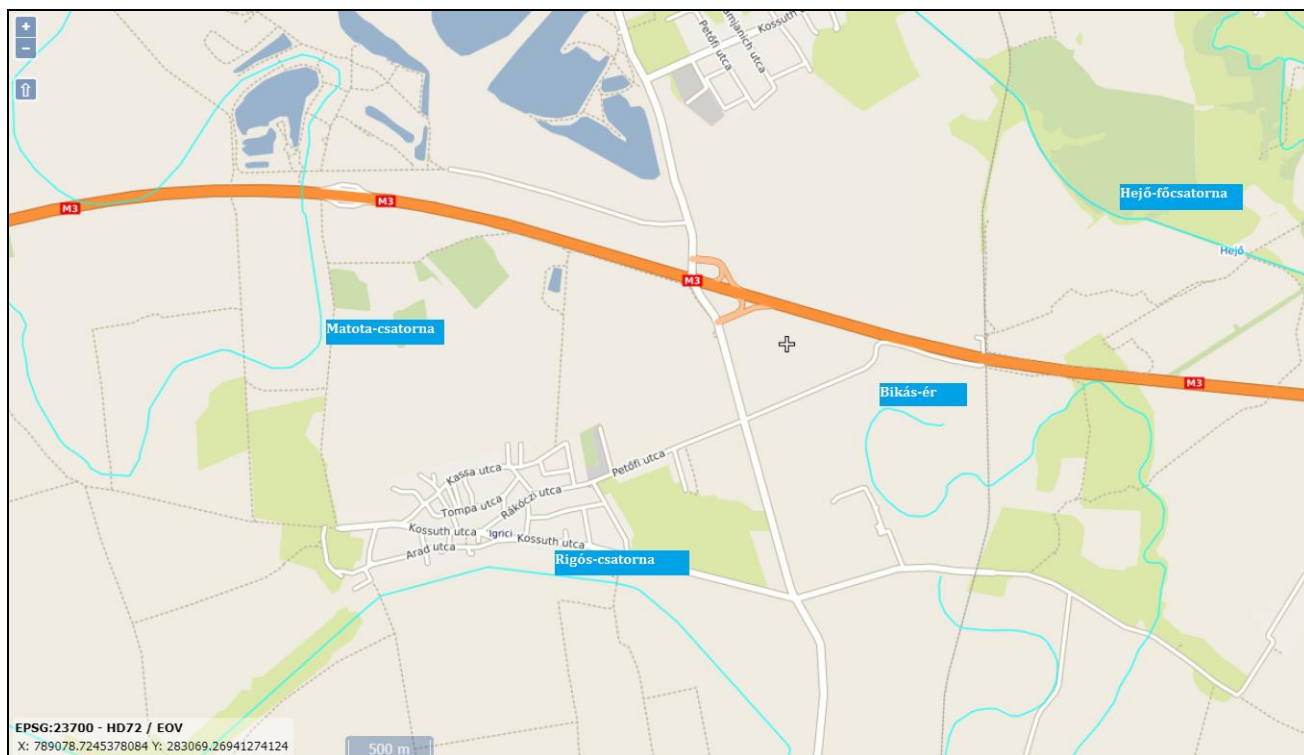 +
−
⇧
Petőfi utca
amjanich utca
Kossuth
Hejő-főcsatorna
Hejő
M3
M3
M3
M3
Matota-csatorna
Bikás-ér
Kassa utca
Petőfi utca
Rákóczi utca
Tompa utca
Kossuth utca
Igrici
Kossuth utca
Arad utca
Rigós-csatorna
EPSG:23700 - HD72 / EOV
X: 789078.7245378084 Y: 283069.26941274124
500 m